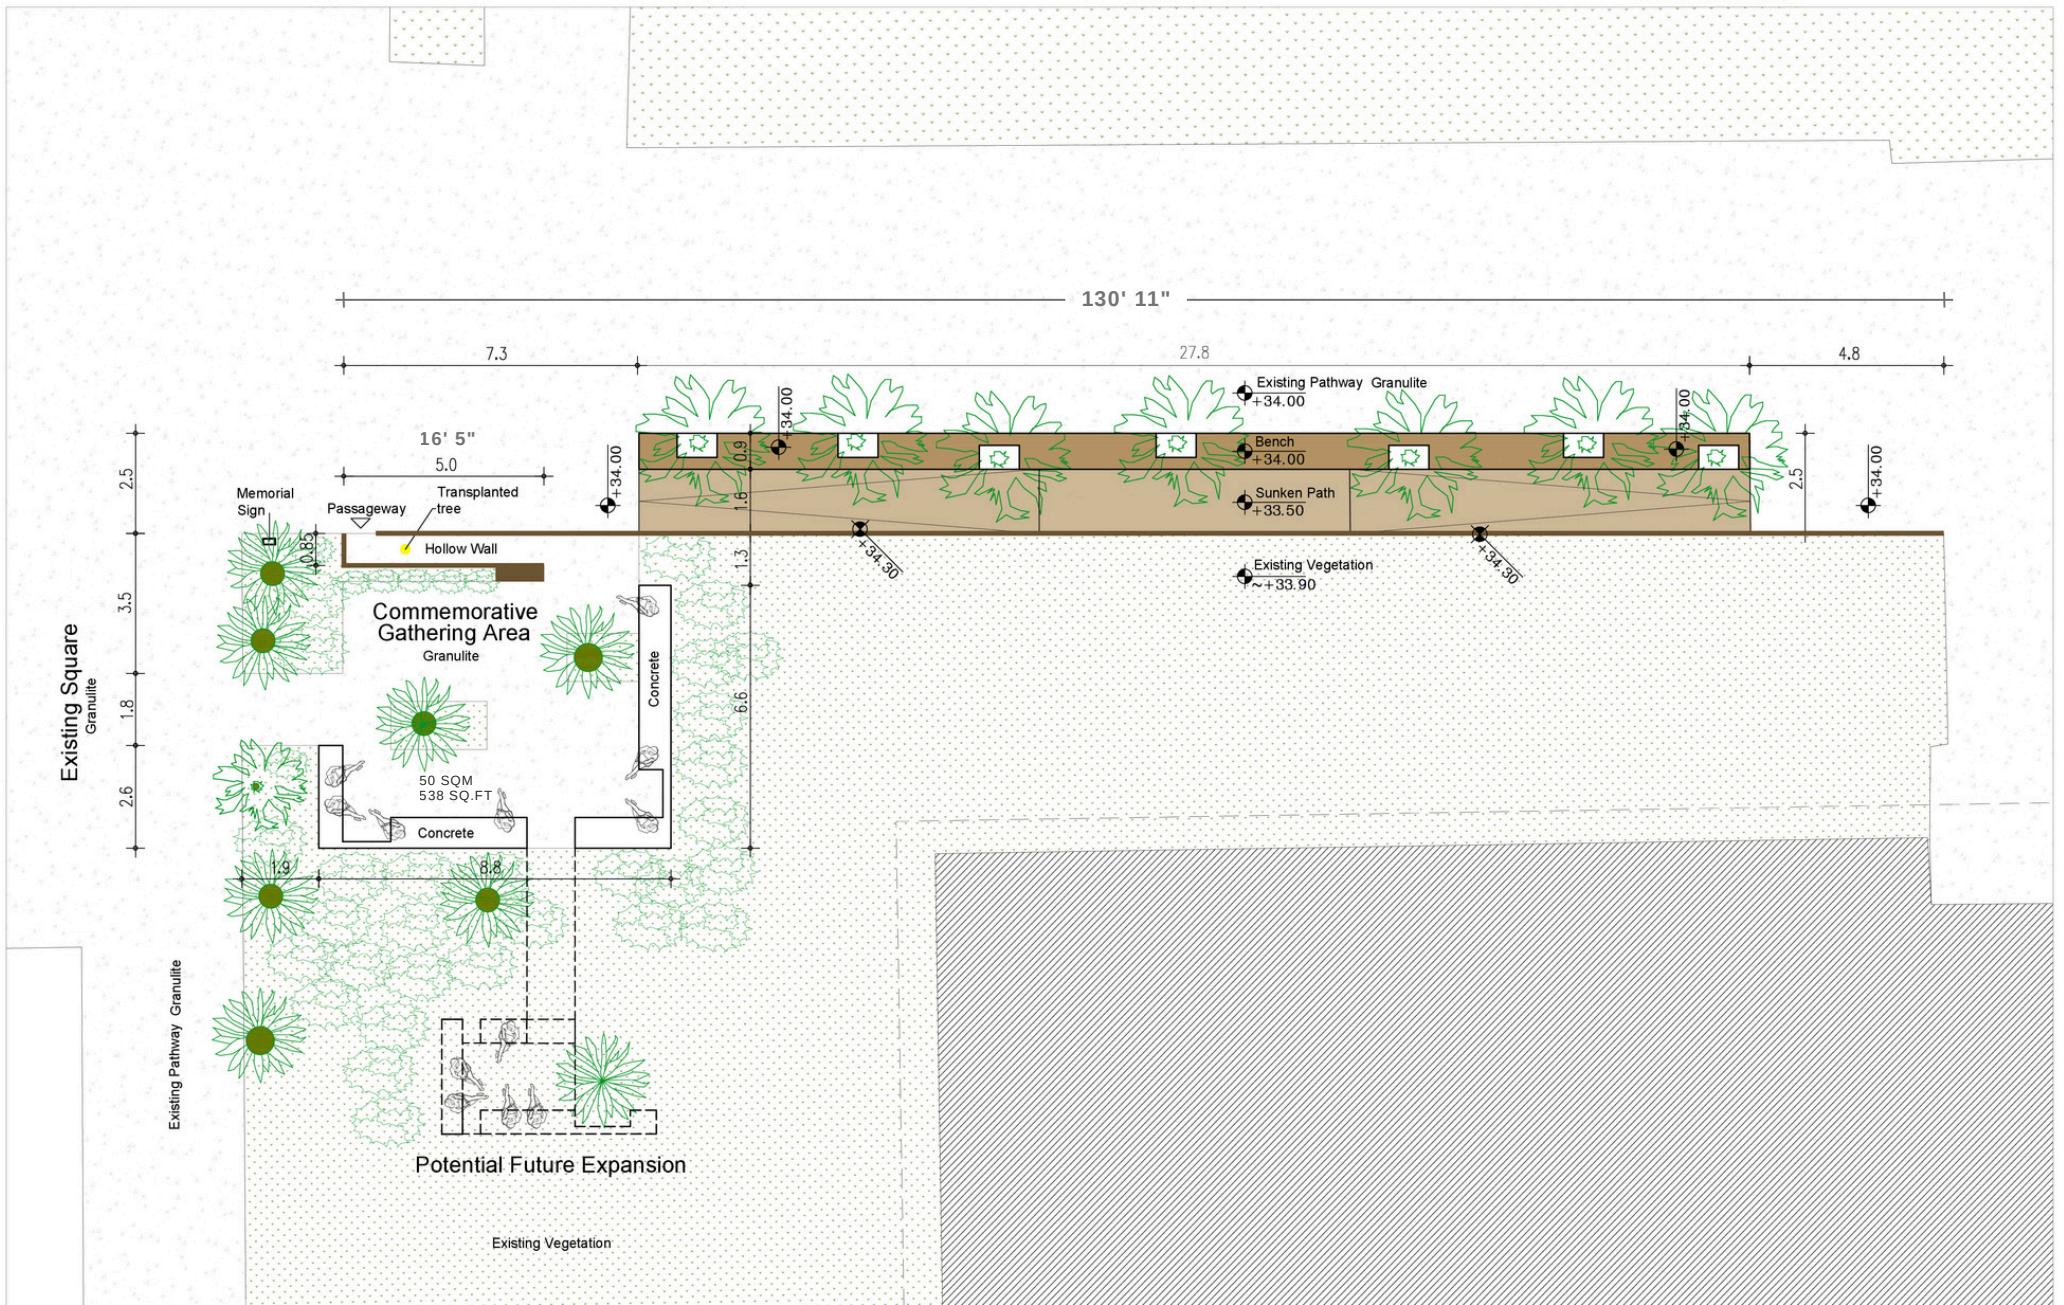 130' 11"
7.3
27.8
4.8
Existing Pathway Granulite
+34.00
+34.00
+34.00
16' 5"
5.0
0.9
Bench
+34.00
2.5
+34.00
+34.00
2.5
Memorial
Sign
Transplanted
tree
Passageway
1.6
Sunken Path
+33.50
0.85
Hollow Wall
1.3
+34.30
+34.30
Existing Vegetation
~+33.90
3.5
Commemorative
Gathering Area
Granulite
Concrete
Existing Square
Granulite
1.8
6.6
50 SQM
538 SQ.FT
2.6
Concrete
1.9
8.8
Existing Pathway Granulite
Potential Future Expansion
Existing Vegetation